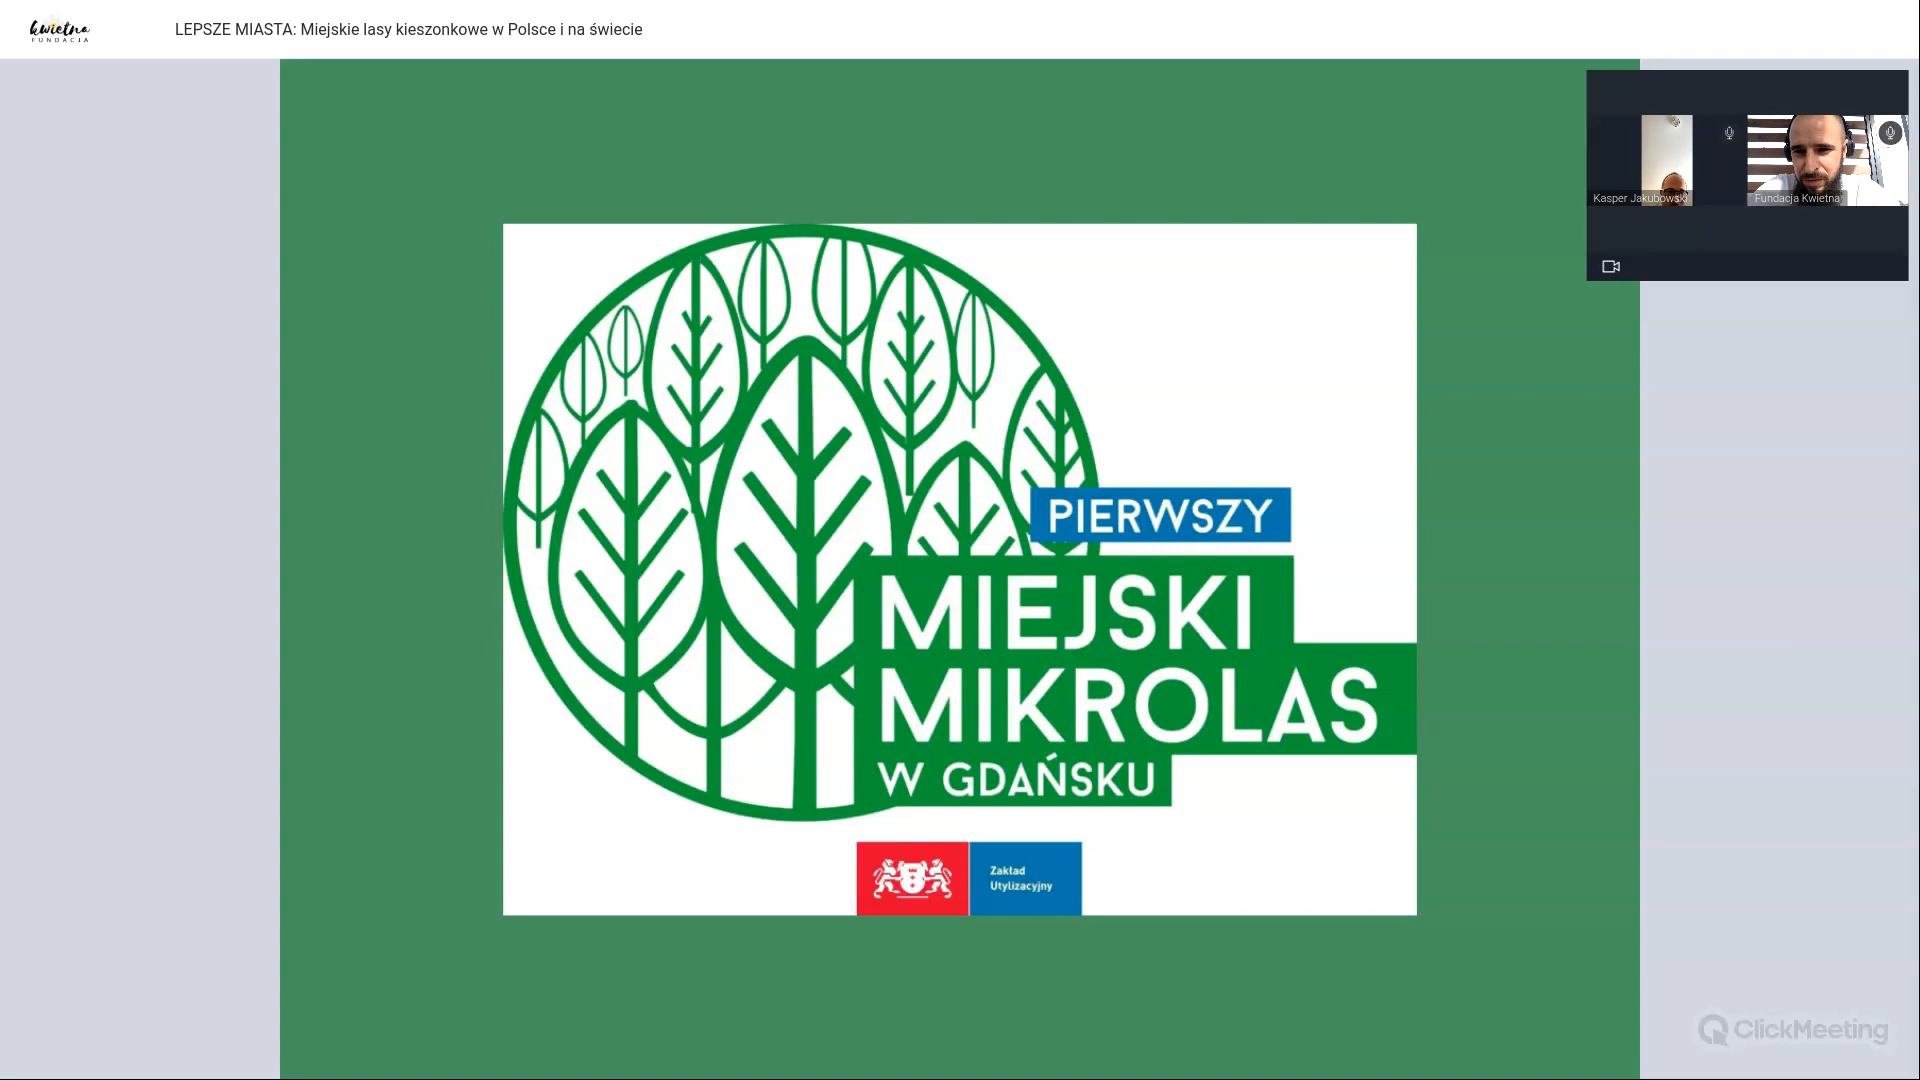 kwietna
FUNDACJA
LEPSZE MIASTA: Miejskie lasy kieszonkowe w Polsce i na świecie
Kasper Jakubowski
Fundacja Kwietna
PIERWSZY
MIEJSKI
MIKROLAS
W GDAŃSKU
Zakład
Utylizacyjny
ClickMeeting